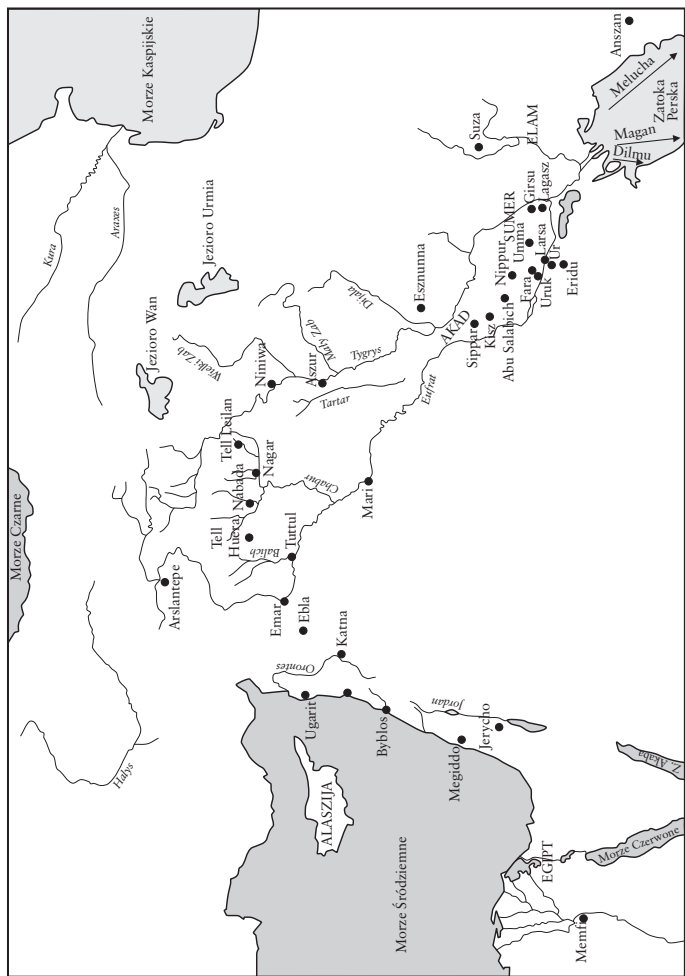 Morze Czarne
Morze Kaspijskie
Kura
Araxes
Halys
Jezioro Wan
Jezioro Urmia
Arslantepe
Wielki Zab
Mały Zab
Tell
Huera
Nabada
Tell Leilan
Nagar
Niniwa
Aszur
Tygrys
Tartar
Dijala
Balich
Chabur
Emar
Tuttul
Ebla
Mari
Eufrat
Esznunna
Orontes
Katna
Ugarit
ALASZIJA
Byblos
Morze Śródziemne
Jordan
Megiddo
Jerycho
AKAD
Sippar
Kisz
Abu Salabich
Nippur
SUMER
Umma
Fara
Uruk
Larsa
Ur
Eridu
Girsu
Lagasz
Suza
ELAM
Anszan
Melucha
Magan
Dilmu
Zatoka
Perska
EGIPT
Memfi
Morze Czerwone
Z. Akaba